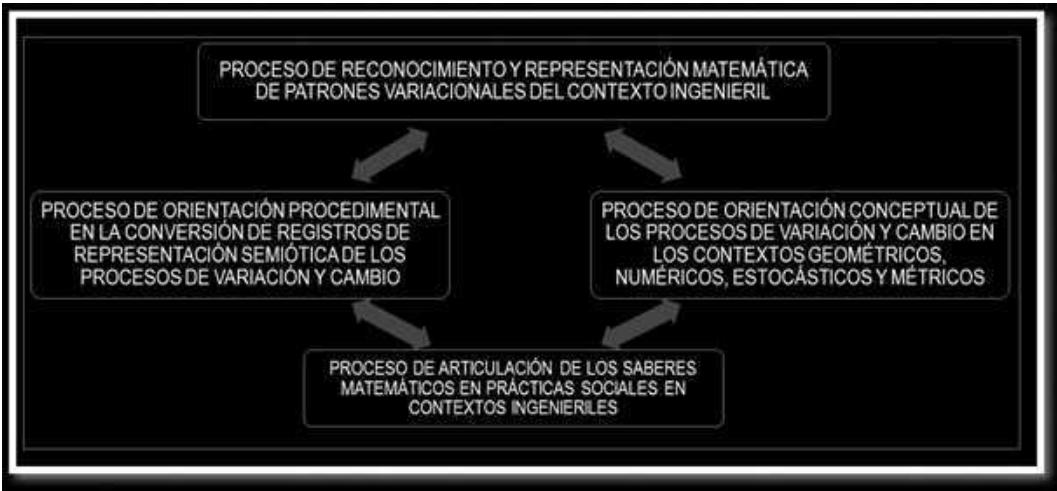 PROCESO DE RECONOCIMIENTO Y REPRESENTACIÓN MATEMÁTICA
DE PATRONES VARIACIONALES DEL CONTEXTO INGENIERIL
PROCESO DE ORIENTACIÓN PROCEDIMENTAL
EN LA CONVERSIÓN DE REGISTROS DE
REPRESENTACIÓN SEMIÓTICA DE LOS
PROCESOS DE VARIACIÓN Y CAMBIO
PROCESO DE ORIENTACIÓN CONCEPTUAL DE
LOS PROCESOS DE VARIACIÓN Y CAMBIO EN
LOS CONTEXTOS GEOMÉTRICOS,
NUMÉRICOS, ESTOCÁSTICOS Y MÉTRICOS
PROCESO DE ARTICULACIÓN DE LOS SABERES
MATEMÁTICOS EN PRÁCTICAS SOCIALES EN
CONTEXTOS INGENIERILES